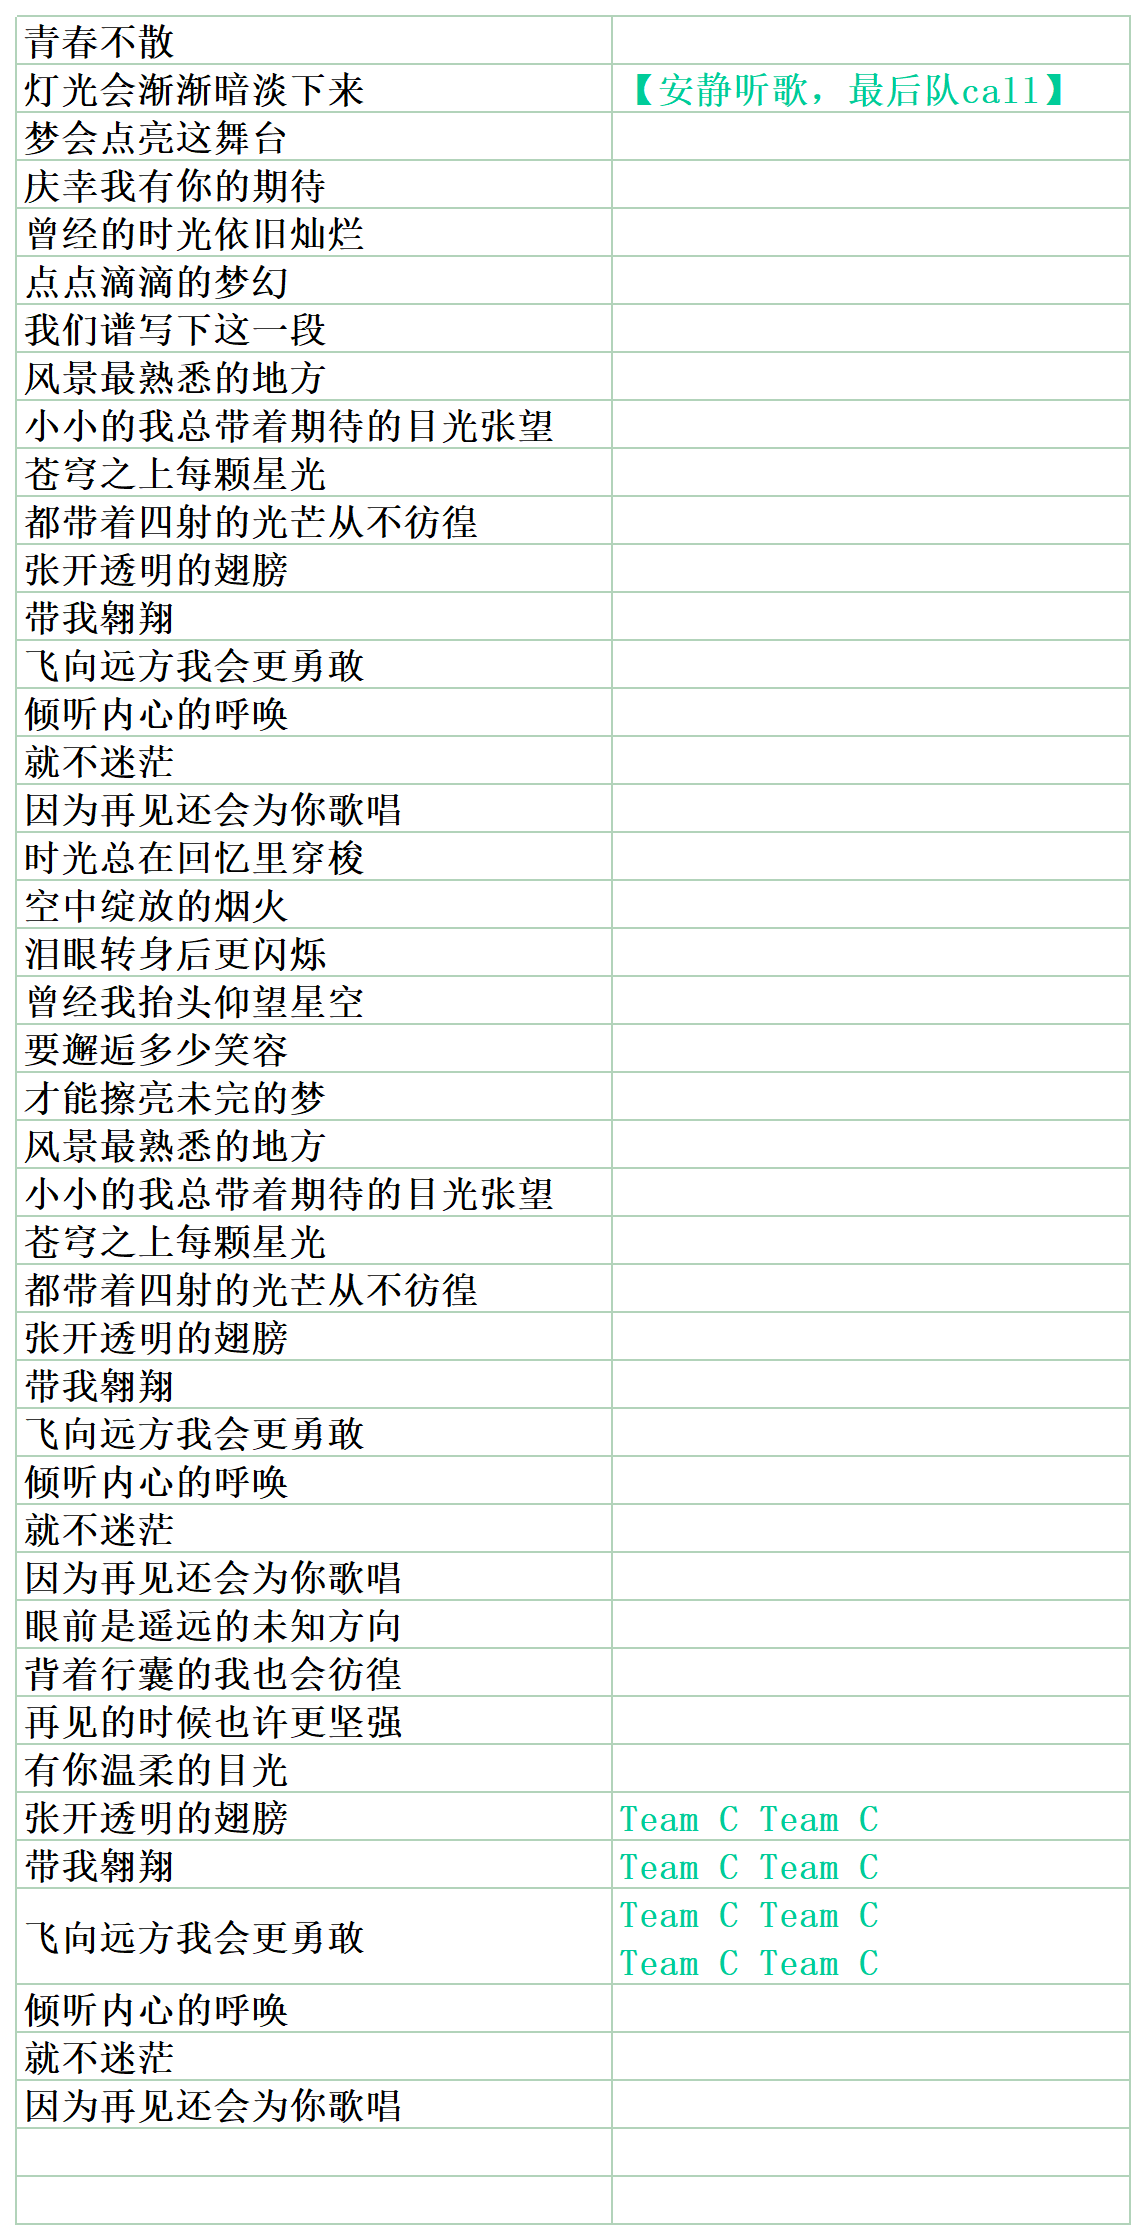 青春不散
灯光会渐渐暗淡下来 【安静听歌，最后队call】
梦会点亮这舞台
庆幸我有你的期待
曾经的时光依旧灿烂
点点滴滴的梦幻
我们谱写下这一段
风景最熟悉的地方
小小的我总带着期待的目光张望
苍穹之上每颗星光
都带着四射的光芒从不彷徨
张开透明的翅膀
带我翱翔
飞向远方我会更勇敢
倾听内心的呼唤
就不迷茫
因为再见还会为你歌唱
时光总在回忆里穿梭
空中绽放的烟火
泪眼转身后更闪烁
曾经我抬头仰望星空
要邂逅多少笑容
才能擦亮未完的梦
风景最熟悉的地方
小小的我总带着期待的目光张望
苍穹之上每颗星光
都带着四射的光芒从不彷徨
张开透明的翅膀
带我翱翔
飞向远方我会更勇敢
倾听内心的呼唤
就不迷茫
因为再见还会为你歌唱
眼前是遥远的未知方向
背着行囊的我也会彷徨
再见的时候也许更坚强
有你温柔的目光
张开透明的翅膀 Team C Team C
带我翱翔 Team C Team C
飞向远方我会更勇敢 Team C Team C
Team C Team C
倾听内心的呼唤
就不迷茫
因为再见还会为你歌唱